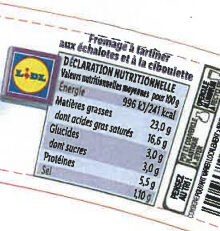 Fromage à tartiner
aux échalotes et à la ciboulette
LIDL
DÉCLARATION NUTRITIONNELLE
Valeurs nutritionnelles moyennes pour 100g
Energie 996 kJ/241 kcal
Matières grasses 23,0 g
dont acides gras saturés 16,6 g
Glucides 3,0 g
dont sucres 3,0 g
Protéines 5,5 g
Sel 1,10 g